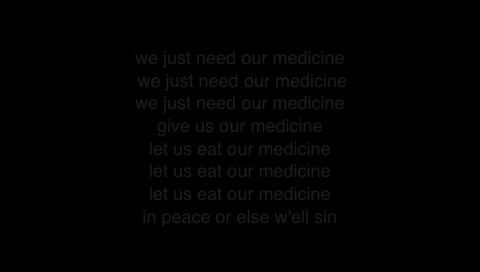 we just need our medicine
we just need our medicine
we just need our medicine
give us our medicine
let us eat our medicine
let us eat our medicine
let us eat our medicine
in peace or else w'ell sin